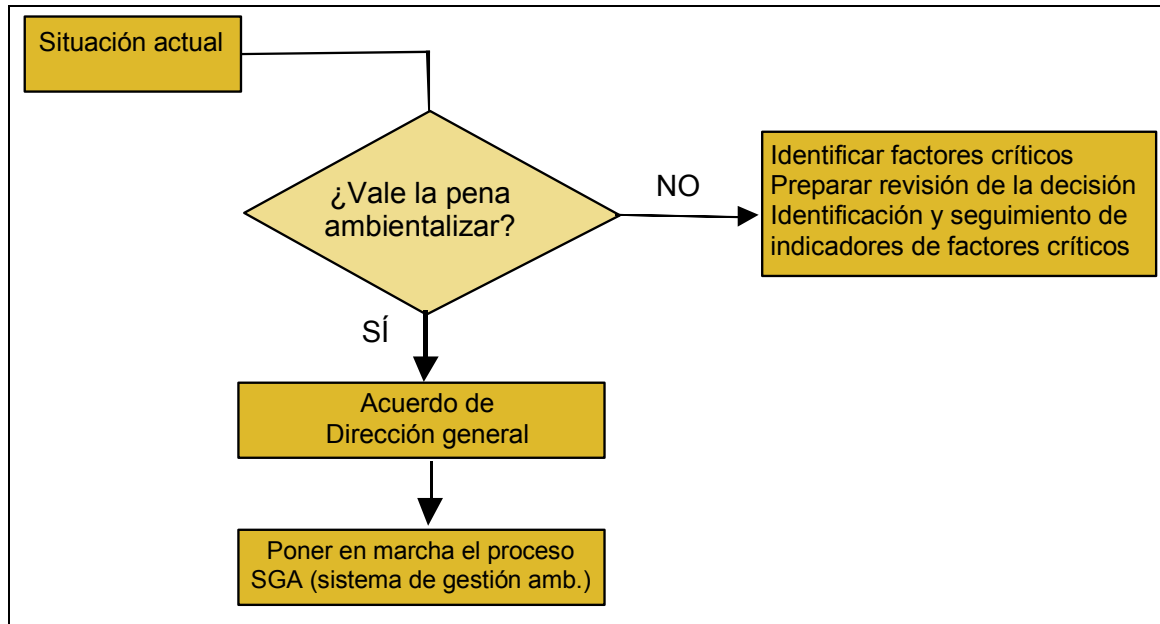 Situación actual
¿Vale la pena
ambientalizar?
NO
Identificar factores críticos
Preparar revisión de la decisión
Identificación y seguimiento de
indicadores de factores críticos
SÍ
Acuerdo de
Dirección general
Poner en marcha el proceso
SGA (sistema de gestión amb.)